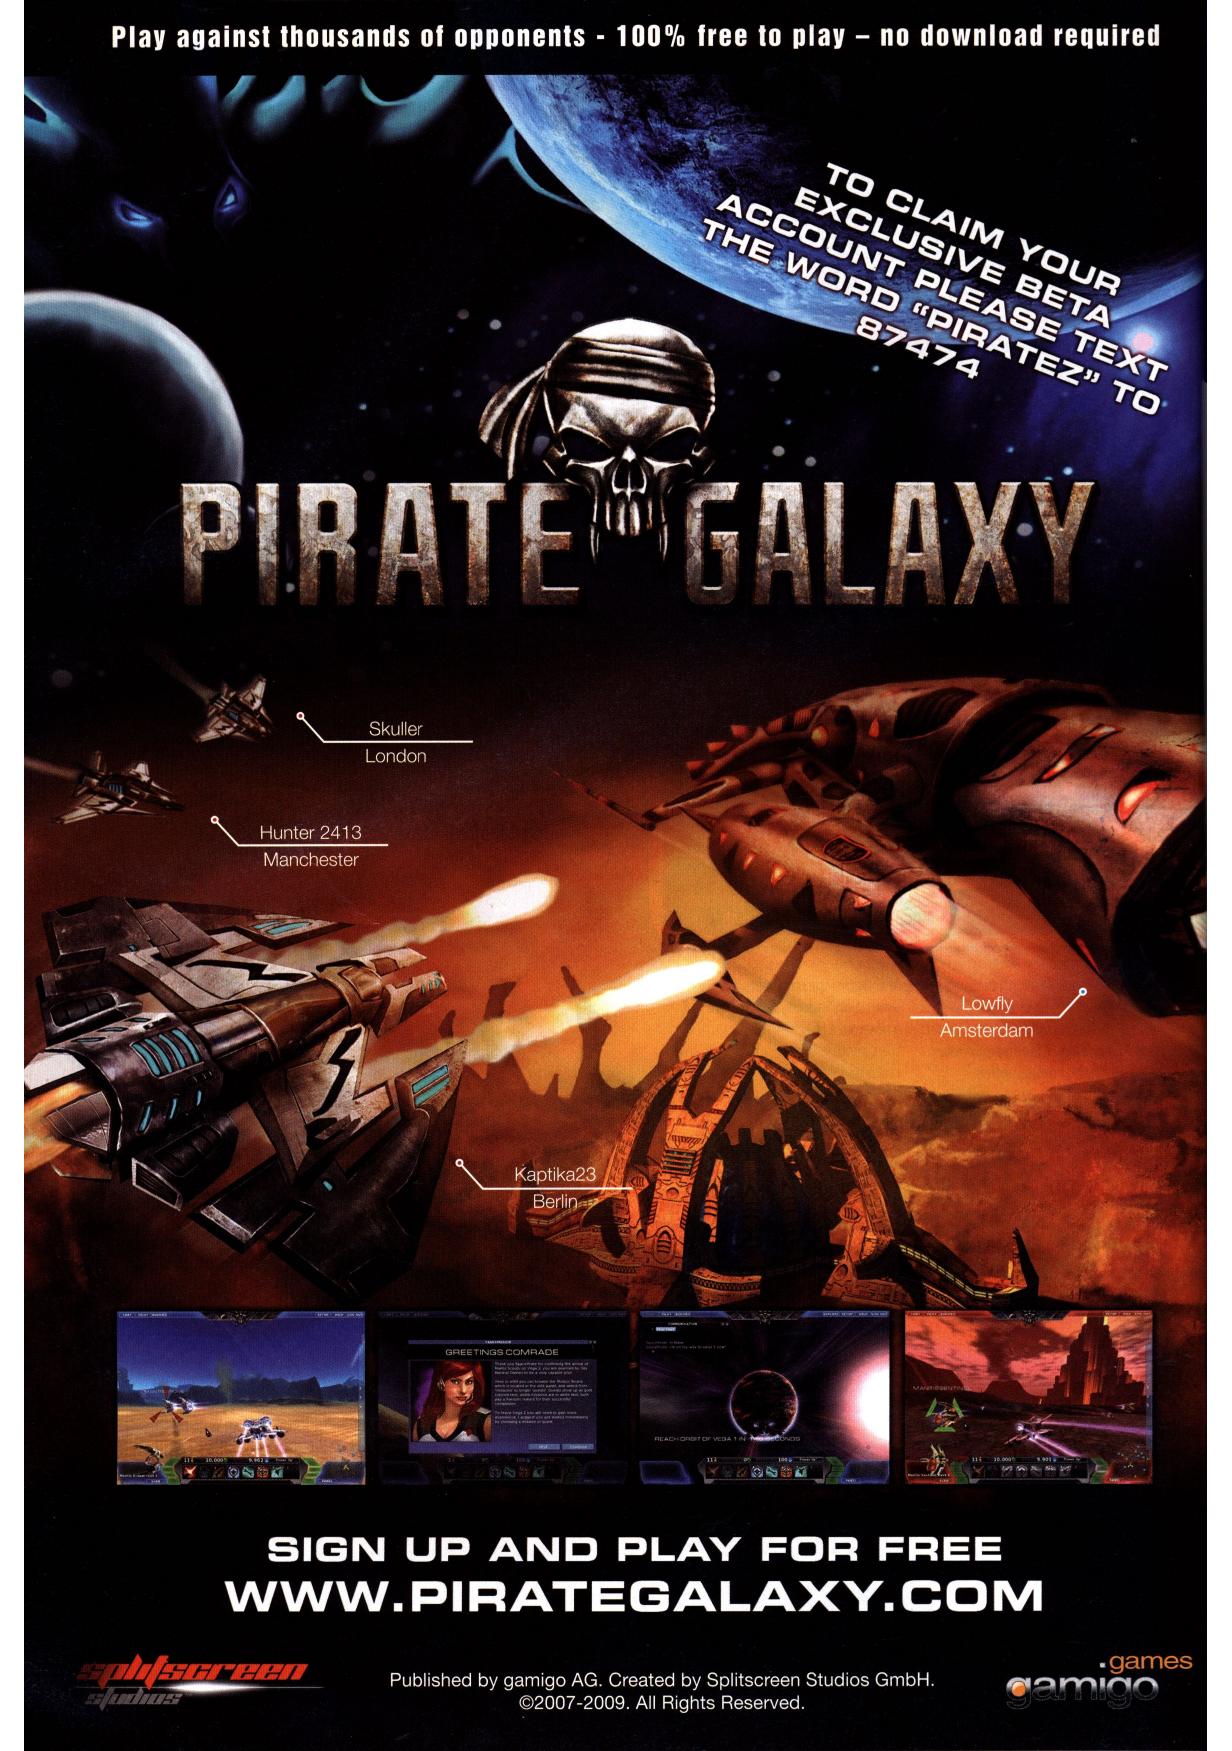 Play against thousands of opponents - 100% free to play – no download required
TO CLAIM YOUR
EXCLUSIVE BETA
ACCOUNT PLEASE TEXT
THE WORD “PIRATEZ” TO
87474
PIRATE GALAXY
Skuller
London
Hunter 2413
Manchester
Lowfly
Amsterdam
Kaptika23
Berlin
GREETINGS COMRADE
SIGN UP AND PLAY FOR FREE
WWW.PIRATEGALAXY.COM
splitscreen
studios
Published by gamigo AG. Created by Splitscreen Studios GmbH.
©2007-2009. All Rights Reserved.
games
gamigo